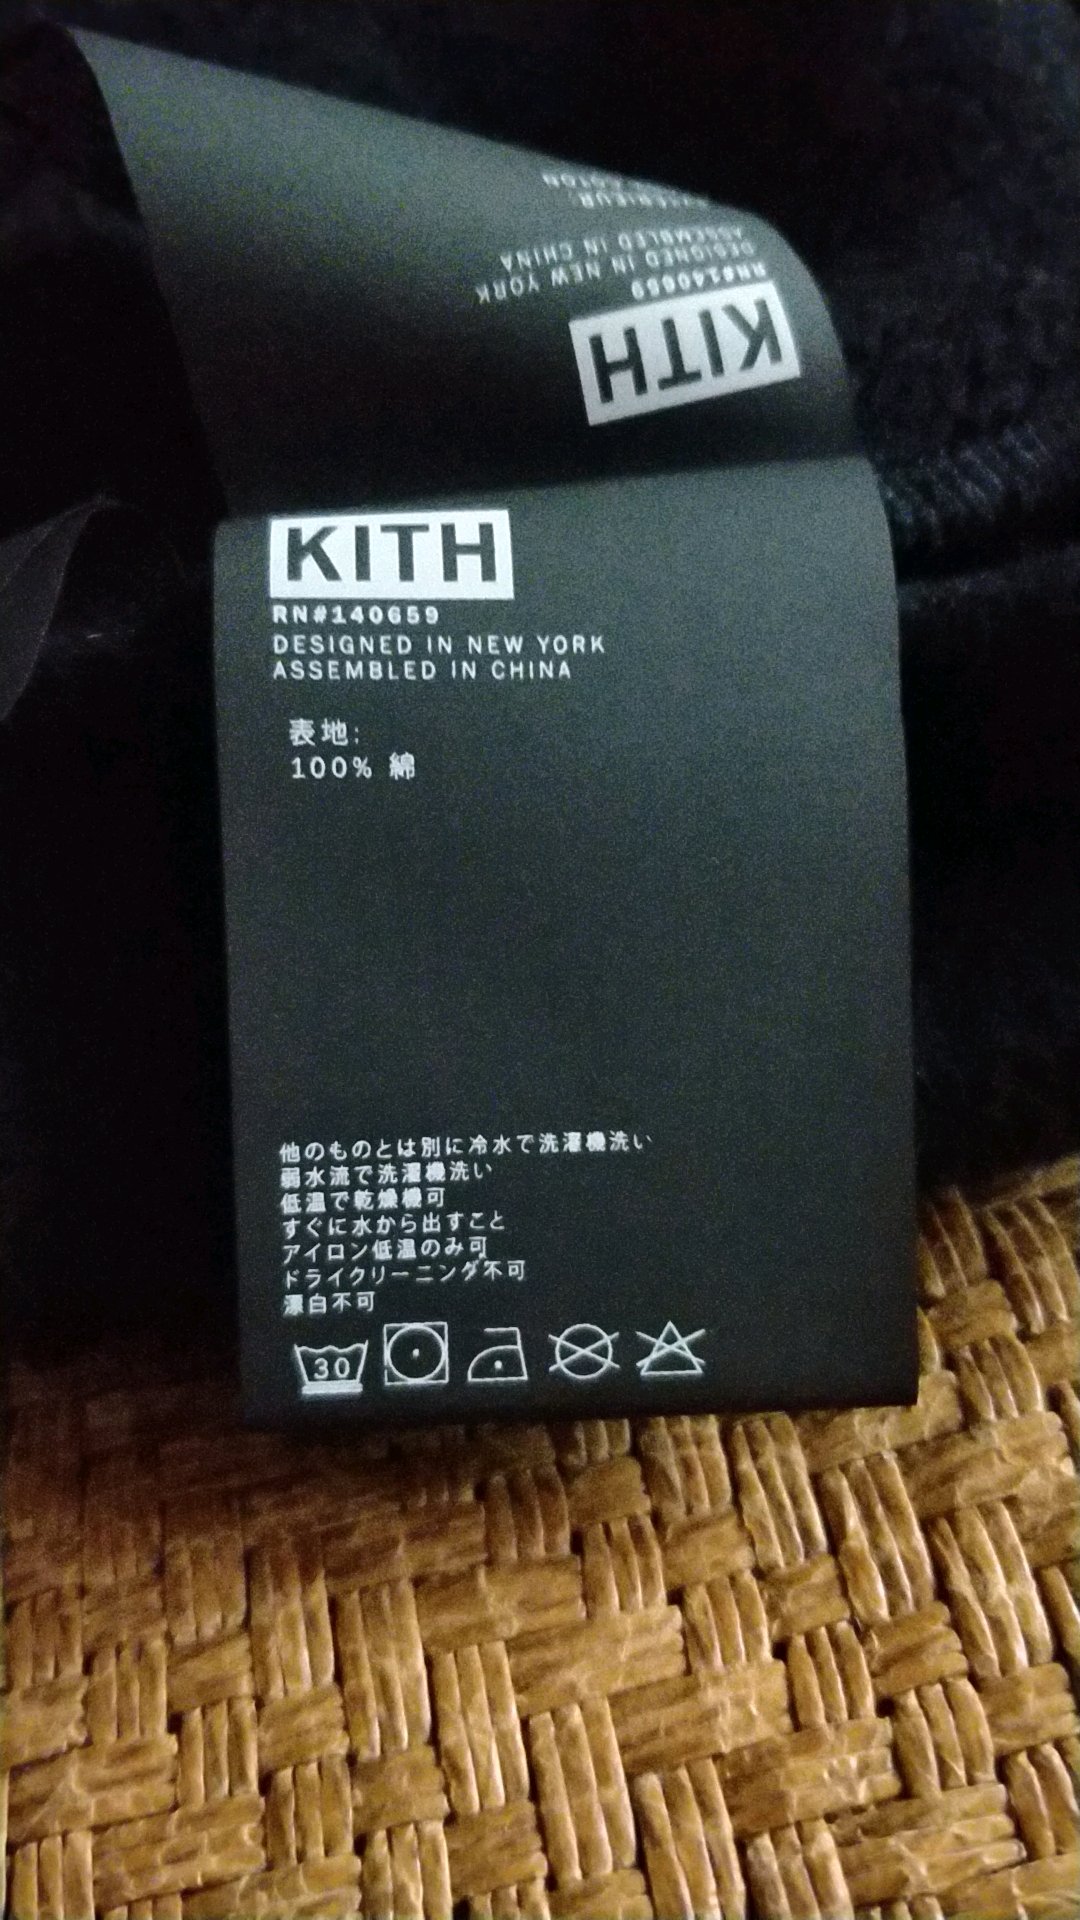 EXTÉRIEUR:
RN#140659
DESIGNED IN NEW YORK
ASSEMBLED IN CHINA
KITH
KITH
RN#140659
DESIGNED IN NEW YORK
ASSEMBLED IN CHINA
表地:
100% 綿
他のものとは別に冷水で洗濯機洗い
弱水流で洗濯機洗い
低温で乾燥機可
すぐに水から出すこと
アイロン低温のみ可
ドライクリーニング不可
漂白不可
30